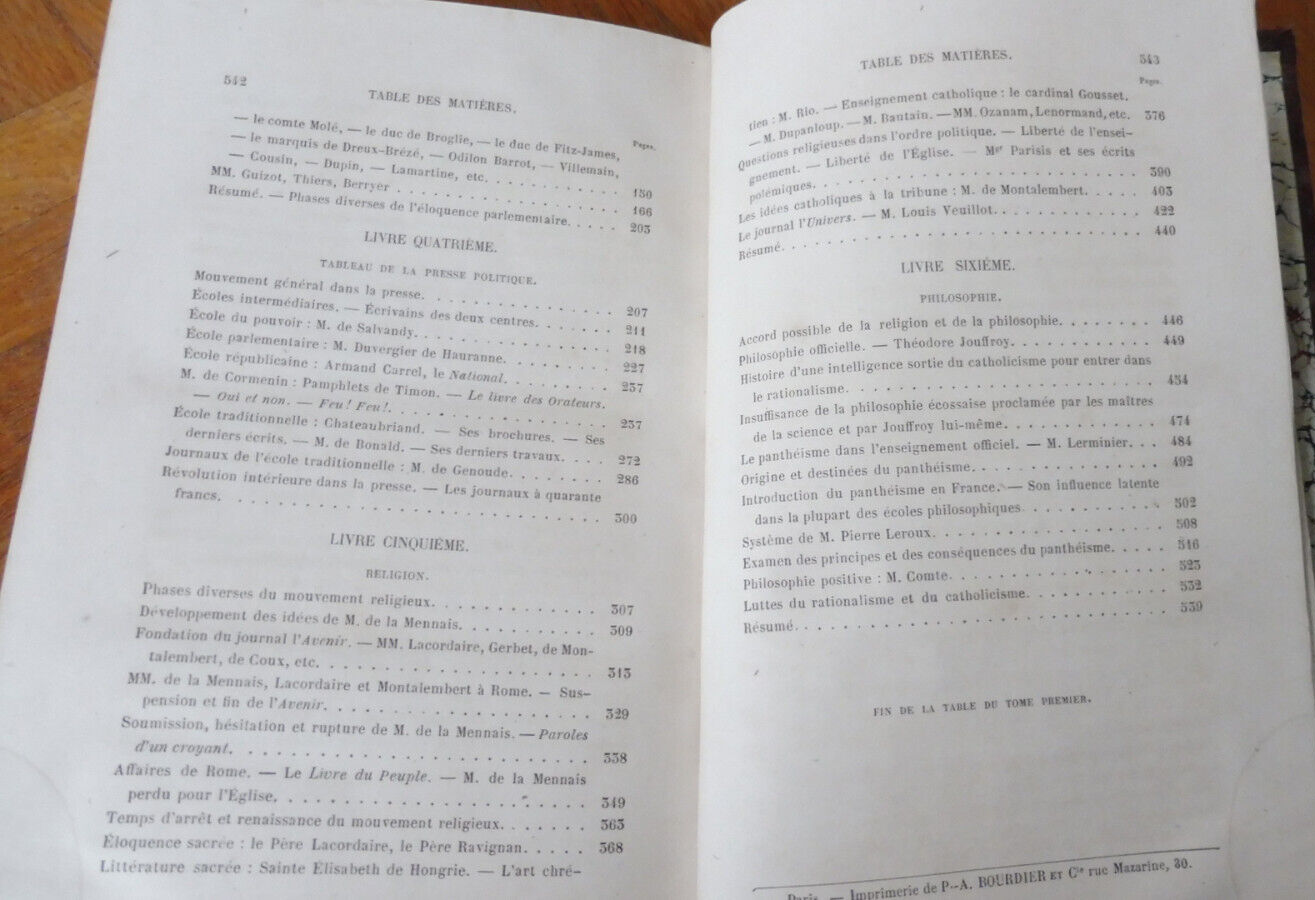 542
TABLE DES MATIÈRES.
Pages.
— le comte Molé, — le duc de Broglie, — le duc de Fitz-James,
— le marquis de Dreux-Brézé, — Odilon Barrot, — Villemain,
— Cousin, — Dupin, — Lamartine, etc. . . . . . . . . . . . 150
MM. Guizot, Thiers, Berryer . . . . . . . . . . . . . . . . 166
Résumé. — Phases diverses de l'éloquence parlementaire. . . . . 203
LIVRE QUATRIÈME.
TABLEAU DE LA PRESSE POLITIQUE.
Mouvement général dans la presse. . . . . . . . . . . . . 207
Écoles intermédiaires. — Écrivains des deux centres. . . . . . . 211
École du pouvoir : M. de Salvandy. . . . . . . . . . . . . 218
École parlementaire : M. Duvergier de Hauranne. . . . . . . . 227
École républicaine : Armand Carrel, le National. . . . . . . . 237
M. de Cormenin : Pamphlets de Timon. — Le livre des Orateurs.
— Oui et non. — Feu! Feu!. . . . . . . . . . . . . . . 257
École traditionnelle : Chateaubriand. — Ses brochures. — Ses
derniers écrits. — M. de Bonald. — Ses derniers travaux. . . . 272
Journaux de l'école traditionnelle : M. de Genoude. . . . . . . 286
Révolution intérieure dans la presse. — Les journaux à quarante
francs. . . . . . . . . . . . . . . . . . . . . . . . 300
LIVRE CINQUIÈME.
RELIGION.
Phases diverses du mouvement religieux. . . . . . . . . . . 307
Développement des idées de M. de la Mennais. . . . . . . . . 309
Fondation du journal l'Avenir. — MM. Lacordaire, Gerbet, de Mon-
talembert, de Coux, etc. . . . . . . . . . . . . . . . . . 313
MM. de la Mennais, Lacordaire et Montalembert à Rome. — Sus-
pension et fin de l'Avenir. . . . . . . . . . . . . . . . . 329
Soumission, hésitation et rupture de M. de la Mennais. — Paroles
d'un croyant. . . . . . . . . . . . . . . . . . . . . . 338
Affaires de Rome. — Le Livre du Peuple. — M. de la Mennais
perdu pour l'Église. . . . . . . . . . . . . . . . . . . 349
Temps d'arrêt et renaissance du mouvement religieux. . . . . . . 363
Éloquence sacrée : le Père Lacordaire, le Père Ravignan. . . . . 368
Littérature sacrée : Sainte Élisabeth de Hongrie. — L'art chré-
TABLE DES MATIÈRES.
543
Pages.
tien : M. Rio. — Enseignement catholique : le cardinal Gousset.
— M. Dupanloup. — M. Bautain. — MM. Ozanam, Lenormand, etc. 376
Questions religieuses dans l'ordre politique. — Liberté de l'ensei-
gnement. — Liberté de l'Église. — Mgr Parisis et ses écrits
polémiques. . . . . . . . . . . . . . . . . . . . . . . 390
Les idées catholiques à la tribune : M. de Montalembert. . . . . 403
Le journal l'Univers. — M. Louis Veuillot. . . . . . . . . . . 422
Résumé. . . . . . . . . . . . . . . . . . . . . . . . . 440
LIVRE SIXIÈME.
PHILOSOPHIE.
Accord possible de la religion et de la philosophie. . . . . . . . 446
Philosophie officielle. — Théodore Jouffroy. . . . . . . . . . . 449
Histoire d'une intelligence sortie du catholicisme pour entrer dans
le rationalisme. . . . . . . . . . . . . . . . . . . . . 454
Insuffisance de la philosophie écossaise proclamée par les maîtres
de la science et par Jouffroy lui-même. . . . . . . . . . . . 474
Le panthéisme dans l'enseignement officiel. — M. Lerminier. . . . 484
Origine et destinées du panthéisme. . . . . . . . . . . . . . 492
Introduction du panthéisme en France. — Son influence latente
dans la plupart des écoles philosophiques . . . . . . . . . . 502
Système de M. Pierre Leroux. . . . . . . . . . . . . . . . 508
Examen des principes et des conséquences du panthéisme. . . . . 516
Philosophie positive : M. Comte. . . . . . . . . . . . . . . 523
Luttes du rationalisme et du catholicisme. . . . . . . . . . . . 532
Résumé. . . . . . . . . . . . . . . . . . . . . . . . . 539
FIN DE LA TABLE DU TOME PREMIER.
Paris. — Imprimerie de P.-A. BOURDIER ET Cie rue Mazarine, 30.